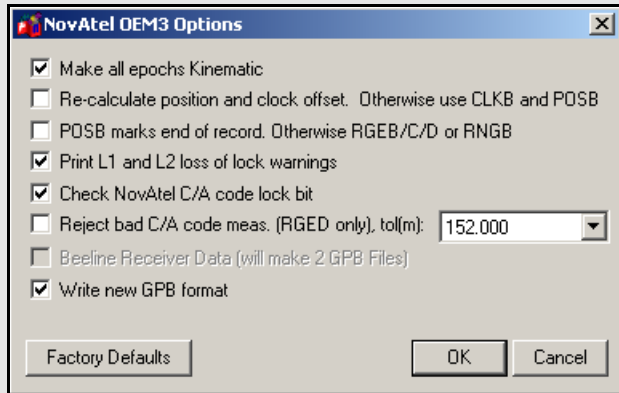 NovAtel OEM3 Options
Make all epochs Kinematic
Re-calculate position and clock offset. Otherwise use CLKB and POSB
POSB marks end of record. Otherwise RGEB/C/D or RNGB
Print L1 and L2 loss of lock warnings
Check NovAtel C/A code lock bit
Reject bad C/A code meas. (RGED only), tol(m): 152.000
Beeline Receiver Data (will make 2 GPB Files)
Write new GPB format
Factory Defaults OK Cancel